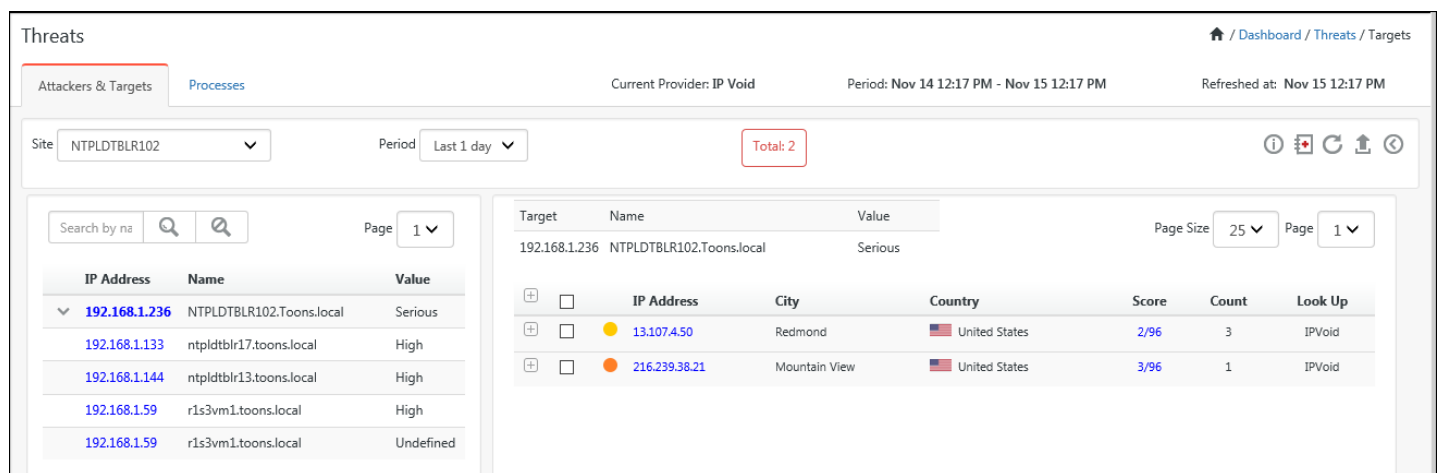 Threats
/ Dashboard / Threats / Targets
Attackers & Targets Processes Current Provider: IP Void Period: Nov 14 12:17 PM - Nov 15 12:17 PM Refreshed at: Nov 15 12:17 PM
Site NTPLDTBLR102 Period Last 1 day Total: 2
Search by na Page 1
IP Address Name Value
192.168.1.236 NTPLDTBLR102.Toons.local Serious
192.168.1.133 ntpldtblr17.toons.local High
192.168.1.144 ntpldtblr13.toons.local High
192.168.1.59 r1s3vm1.toons.local High
192.168.1.59 r1s3vm1.toons.local Undefined
Target Name Value
192.168.1.236 NTPLDTBLR102.Toons.local Serious
Page Size 25 Page 1
IP Address City Country Score Count Look Up
13.107.4.50 Redmond United States 2/96 3 IPVoid
216.239.38.21 Mountain View United States 3/96 1 IPVoid